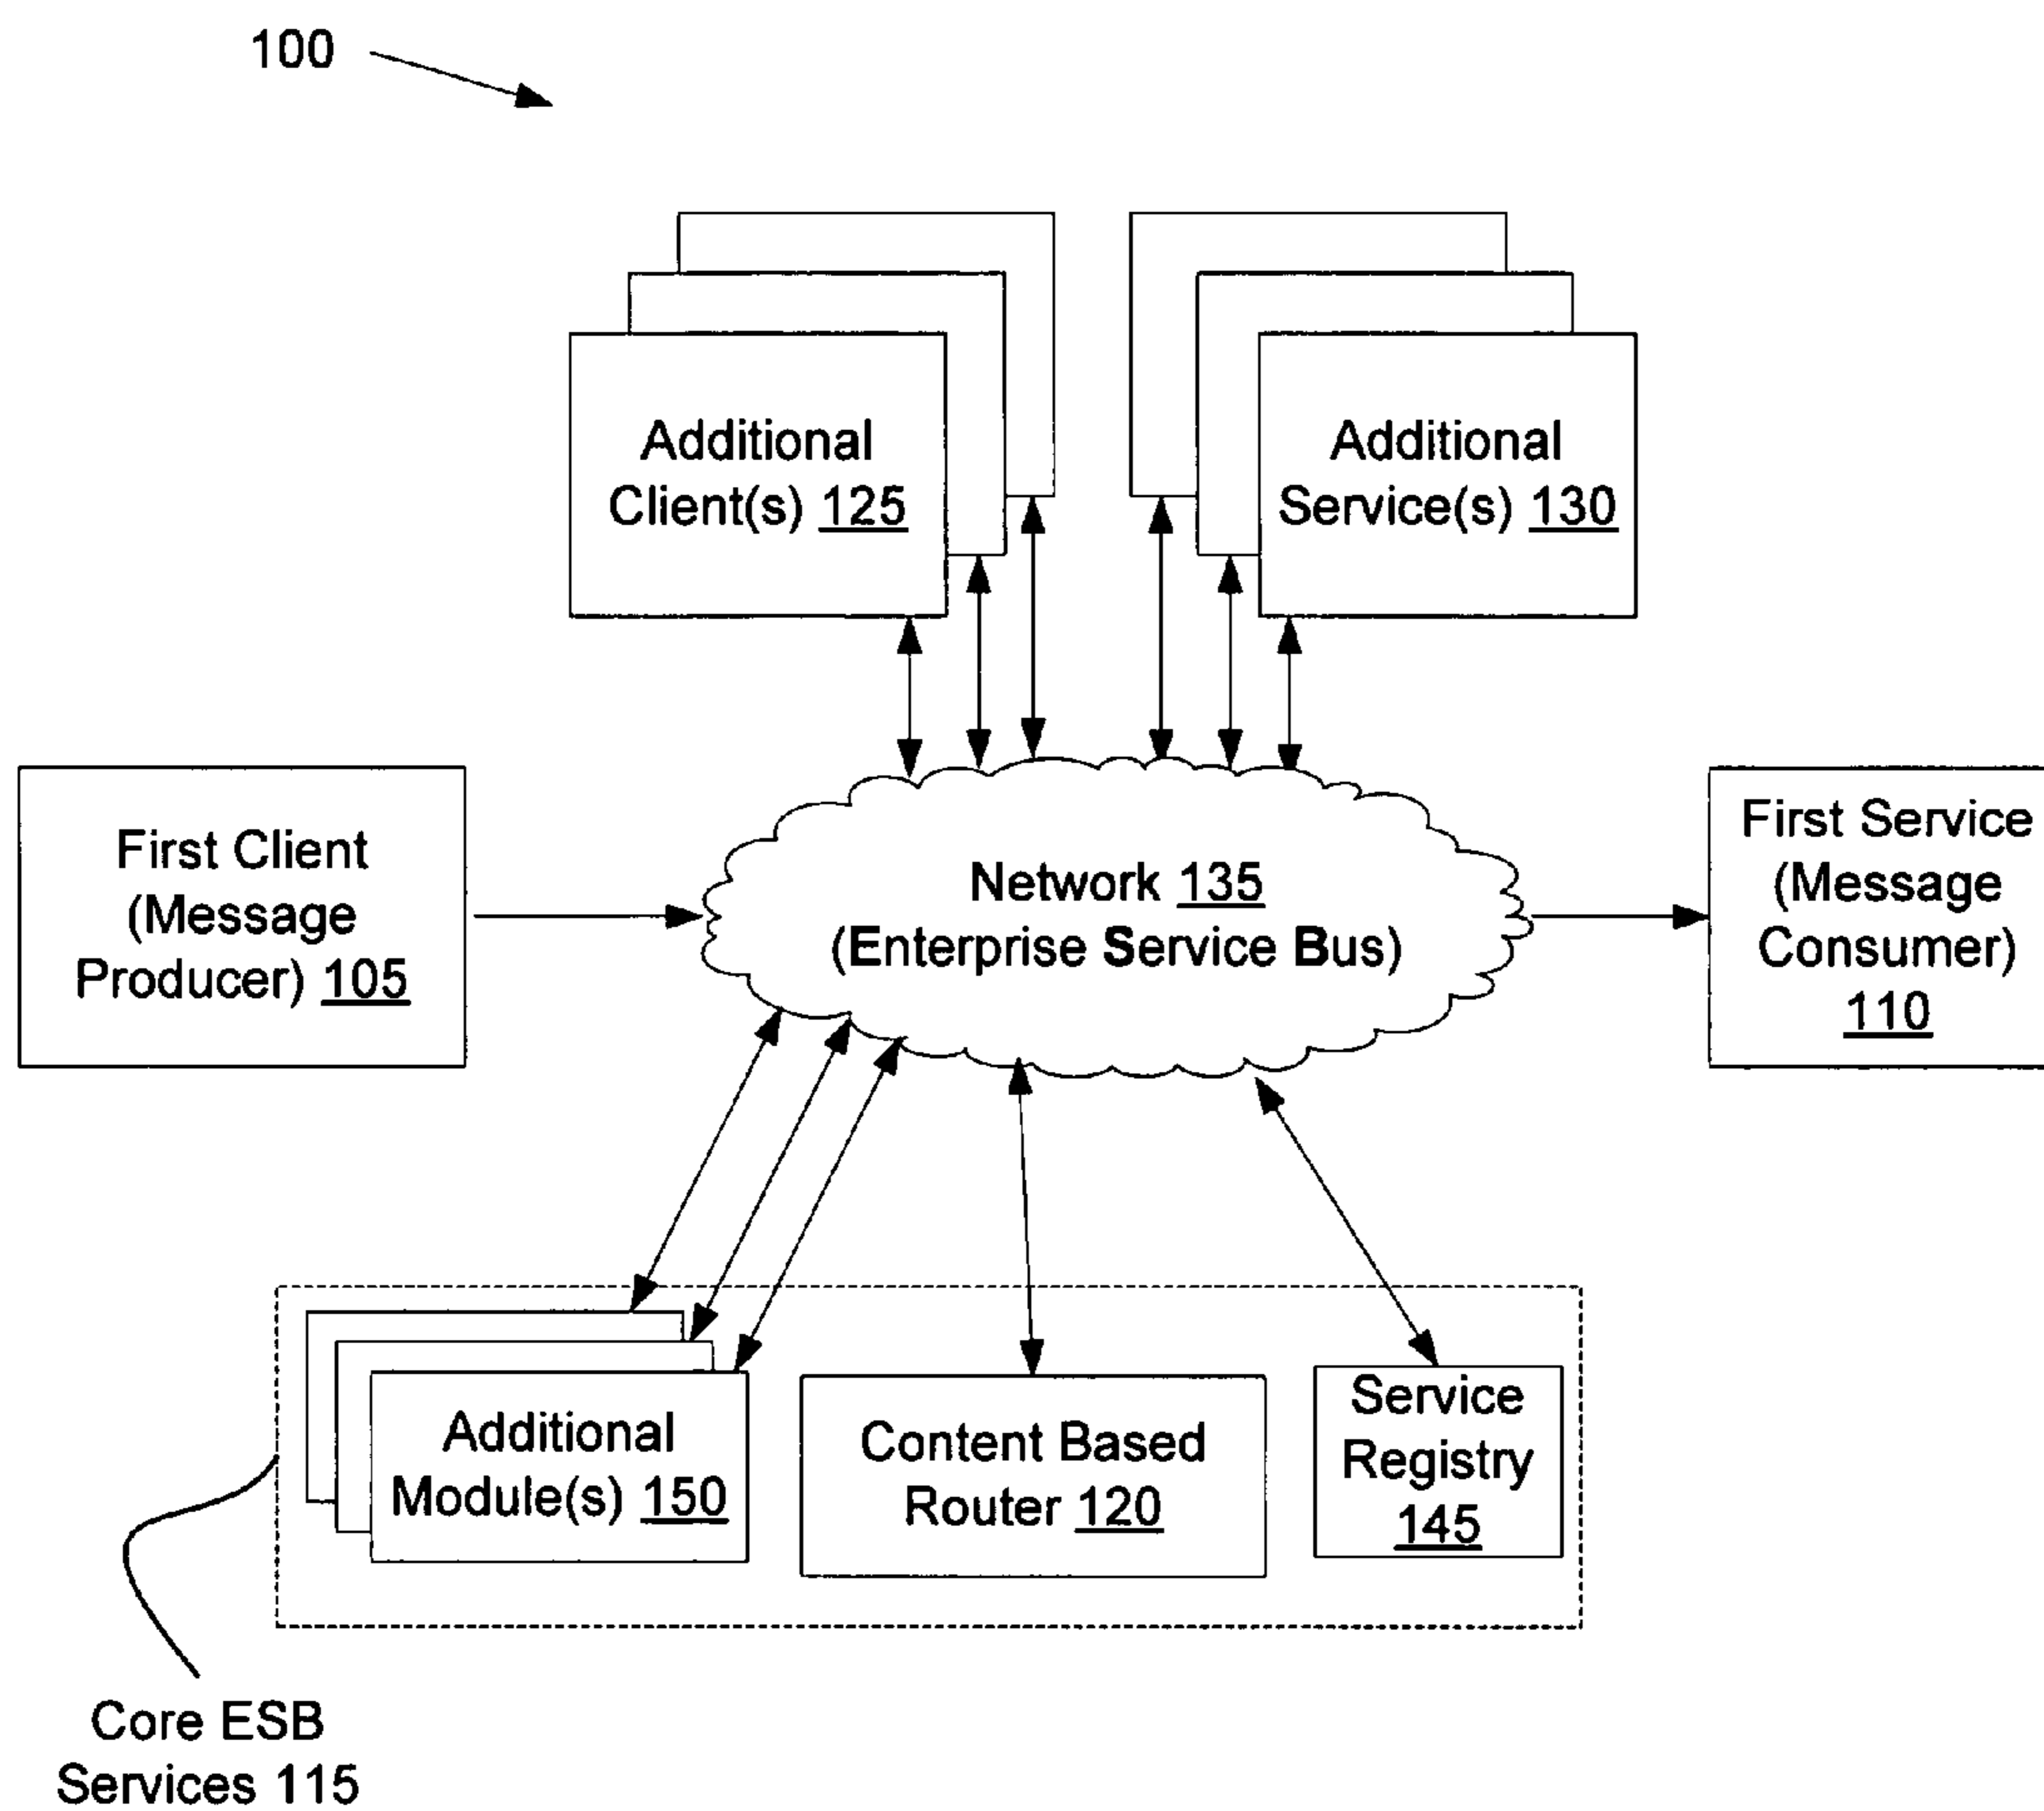 100
Additional
Client(s) 125
Additional
Service(s) 130
First Client
(Message
Producer) 105
Network 135
(Enterprise Service Bus)
First Service
(Message
Consumer)
110
Additional
Module(s) 150
Content Based
Router 120
Service
Registry
145
Core ESB
Services 115